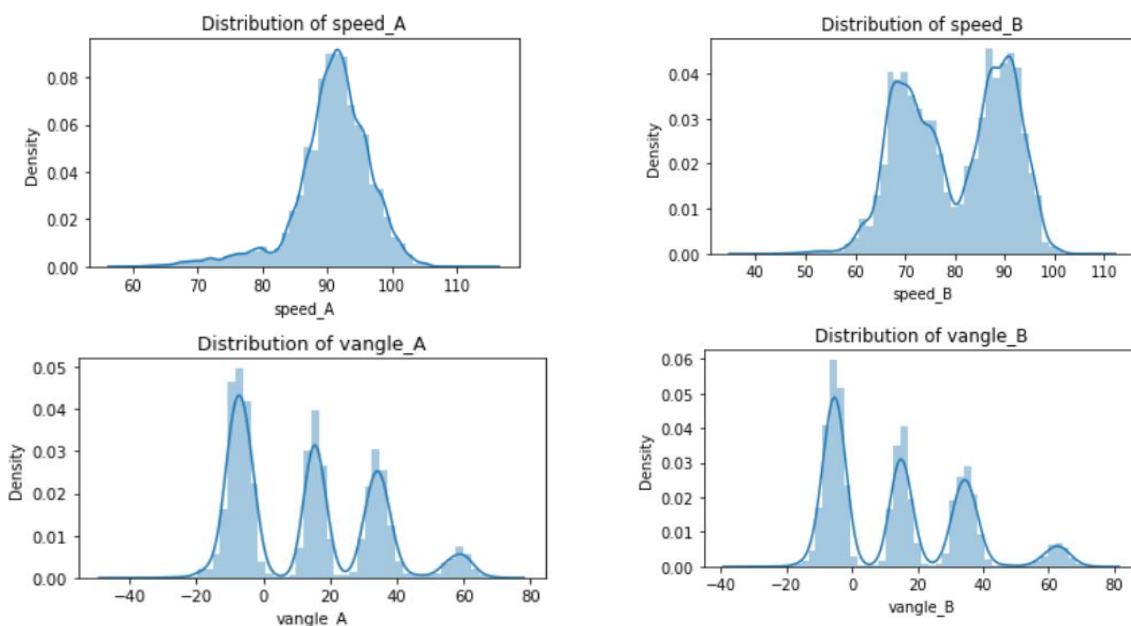 Distribution of speed_A
0.08
0.06
0.04
0.02
0.00
Density
60 70 80 90 100 110
speed_A
Distribution of speed_B
0.04
0.03
0.02
0.01
0.00
Density
40 50 60 70 80 90 100 110
speed_B
Distribution of vangle_A
0.05
0.04
0.03
0.02
0.01
0.00
Density
−40 −20 0 20 40 60 80
vangle_A
Distribution of vangle_B
0.06
0.05
0.04
0.03
0.02
0.01
0.00
Density
−40 −20 0 20 40 60 80
vangle_B